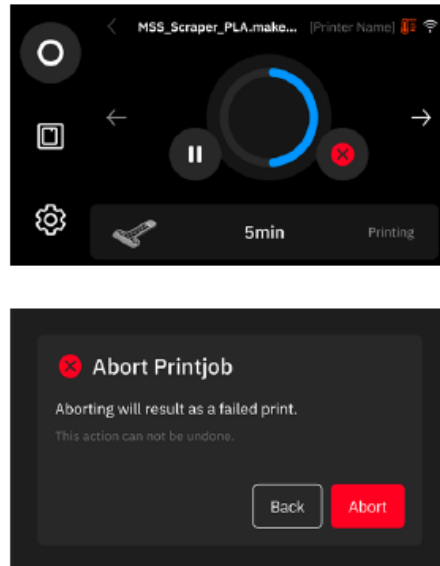 MSS_Scraper_PLA.make... [Printer Name]
5min Printing
Abort Printjob
Aborting will result as a failed print.
This action can not be undone.
Back Abort